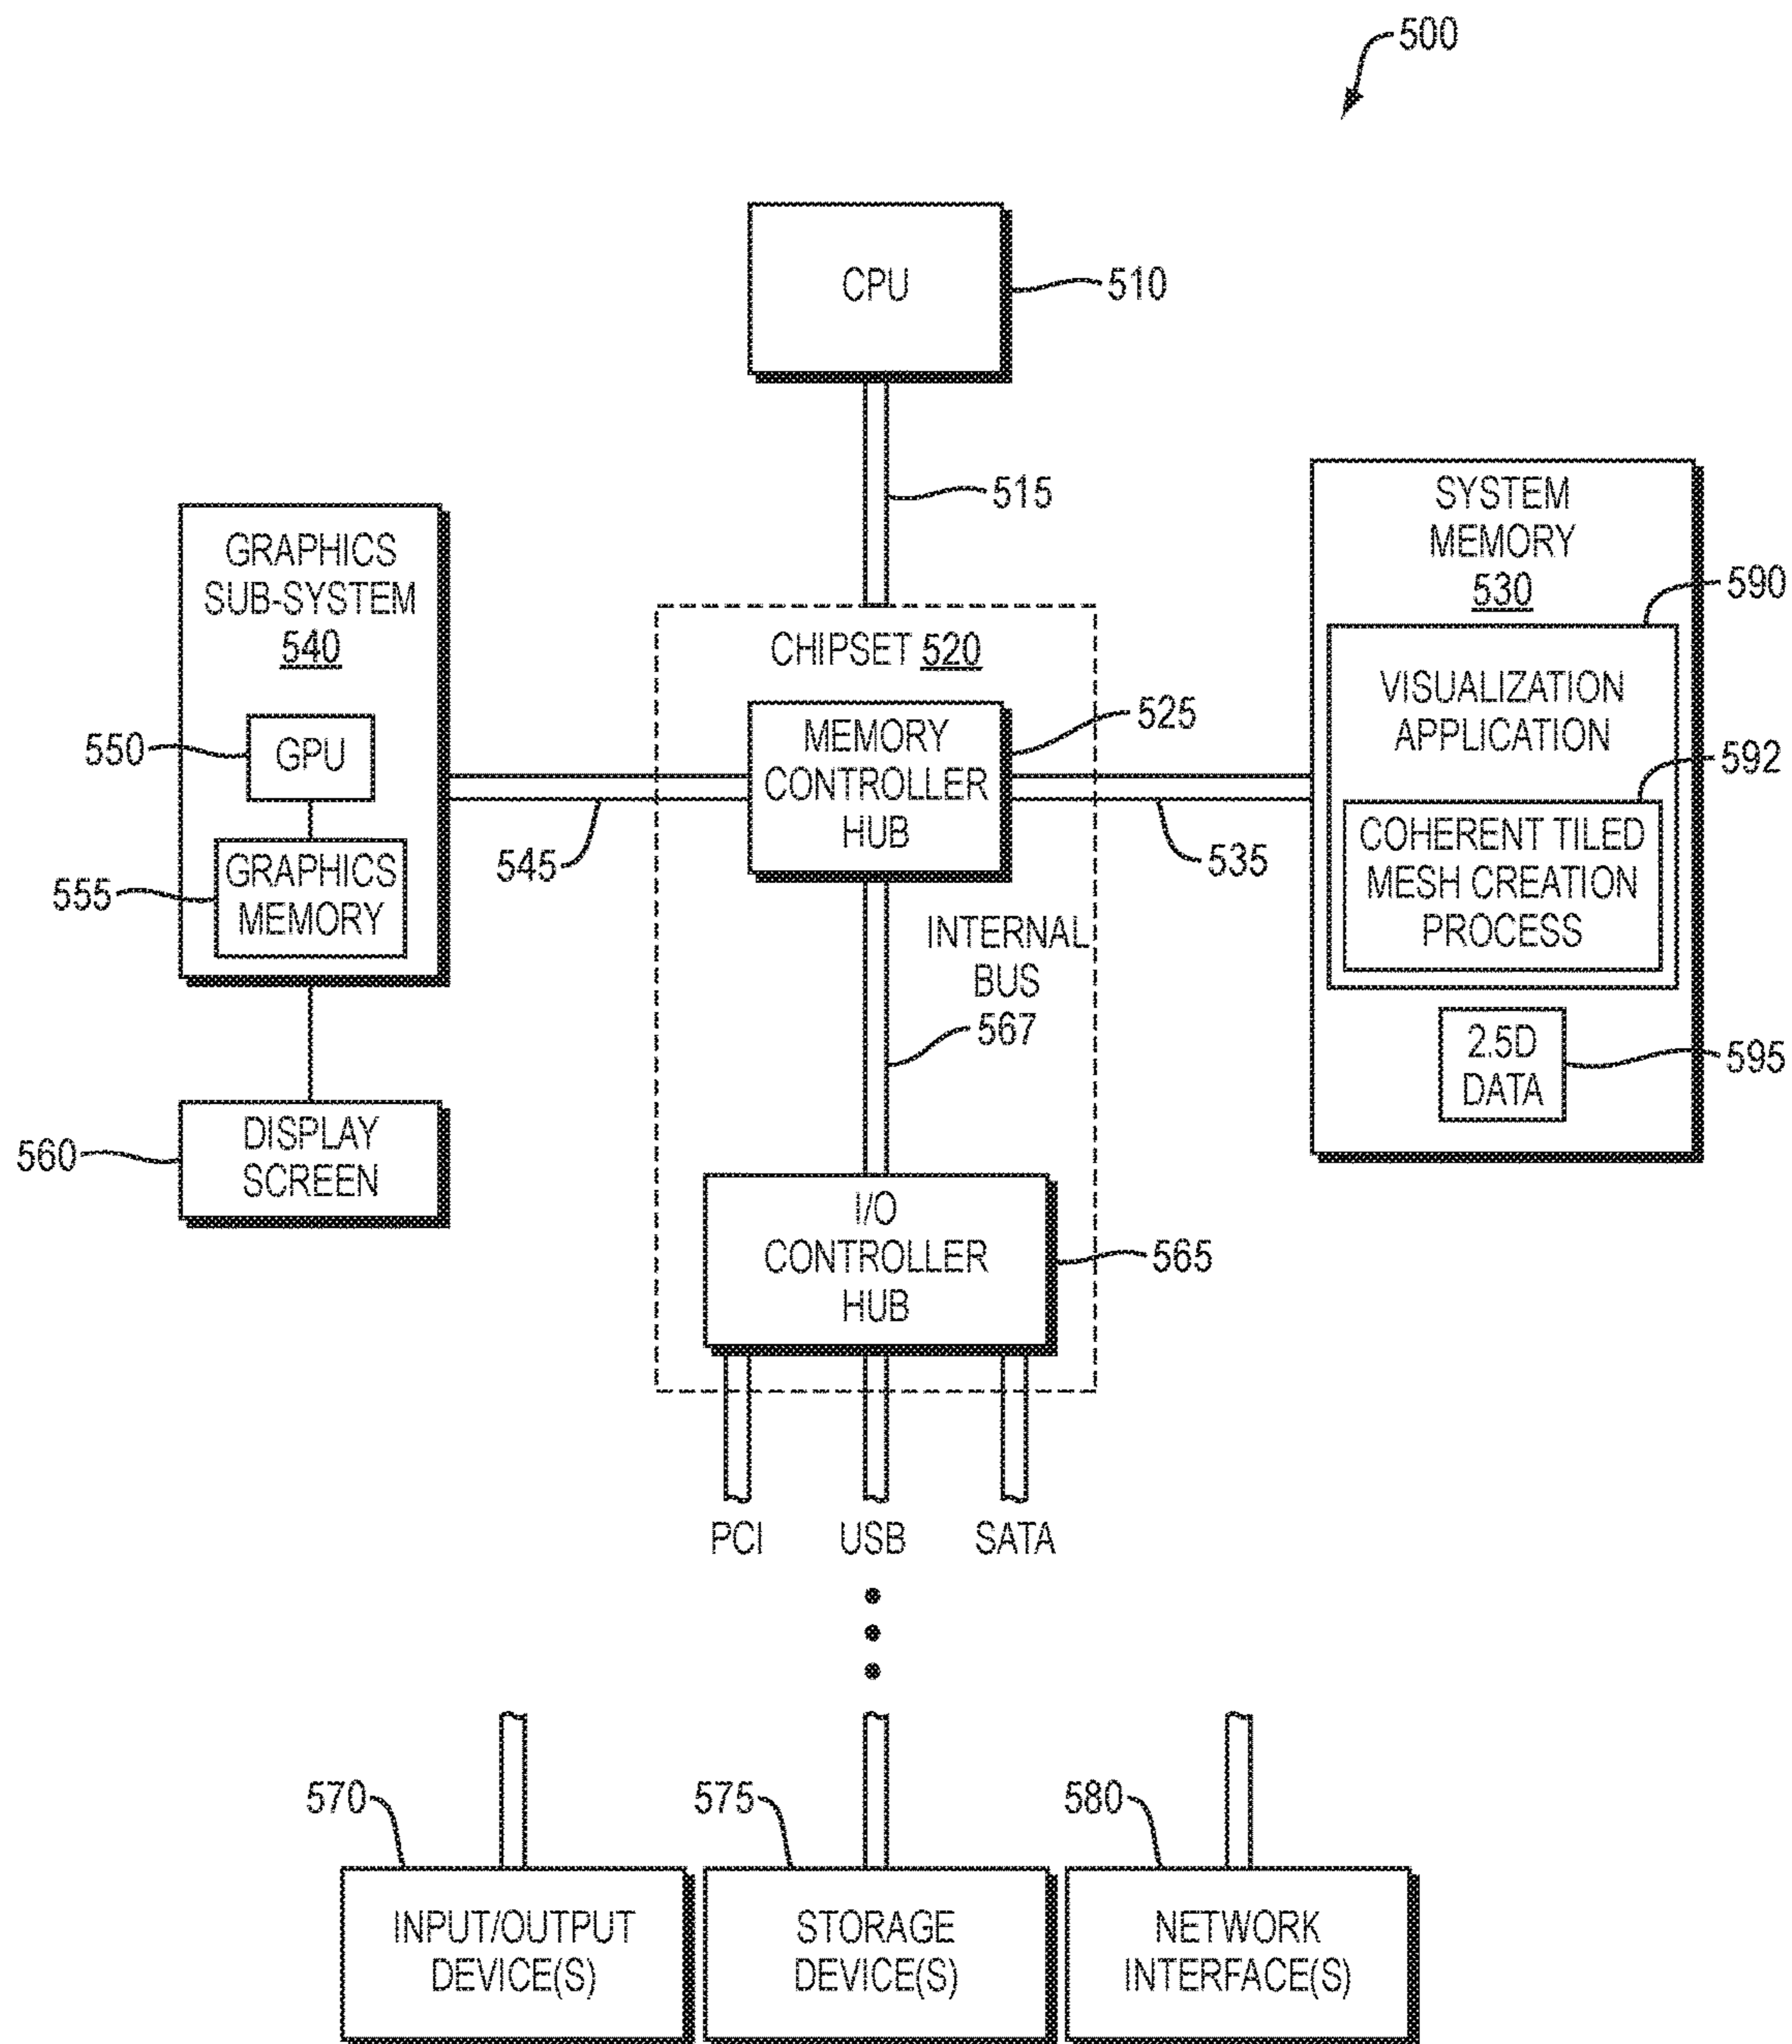 500
CPU
510
515
GRAPHICS
SUB-SYSTEM
540
550
GPU
555
GRAPHICS
MEMORY
560
DISPLAY
SCREEN
545
CHIPSET 520
MEMORY
CONTROLLER
HUB
525
535
INTERNAL
BUS
567
I/O
CONTROLLER
HUB
565
SYSTEM
MEMORY
530
590
VISUALIZATION
APPLICATION
592
COHERENT TILED
MESH CREATION
PROCESS
2.5D
DATA
595
PCI
USB
SATA
570
INPUT/OUTPUT
DEVICE(S)
575
STORAGE
DEVICE(S)
580
NETWORK
INTERFACE(S)